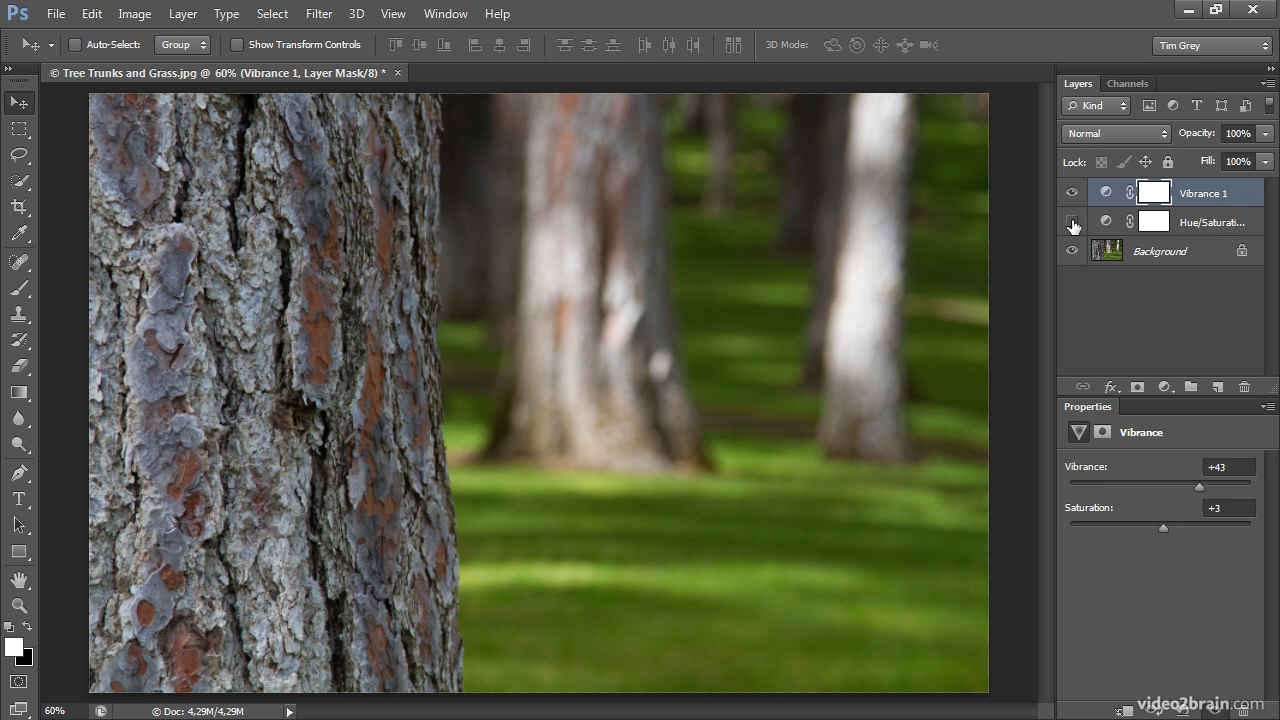 Ps File Edit Image Layer Type Select Filter 3D View Window Help
Auto-Select: Group Show Transform Controls 3D Mode: Tim Grey
© Tree Trunks and Grass.jpg @ 60% (Vibrance 1, Layer Mask/8) * ×
Layers Channels
Kind
Normal Opacity: 100%
Lock: Fill: 100%
Vibrance 1
Hue/Saturati...
Background
fx
Properties
Vibrance
Vibrance: +43
Saturation: +3
60% © Doc: 4,29M/4,29M
video2brain.com